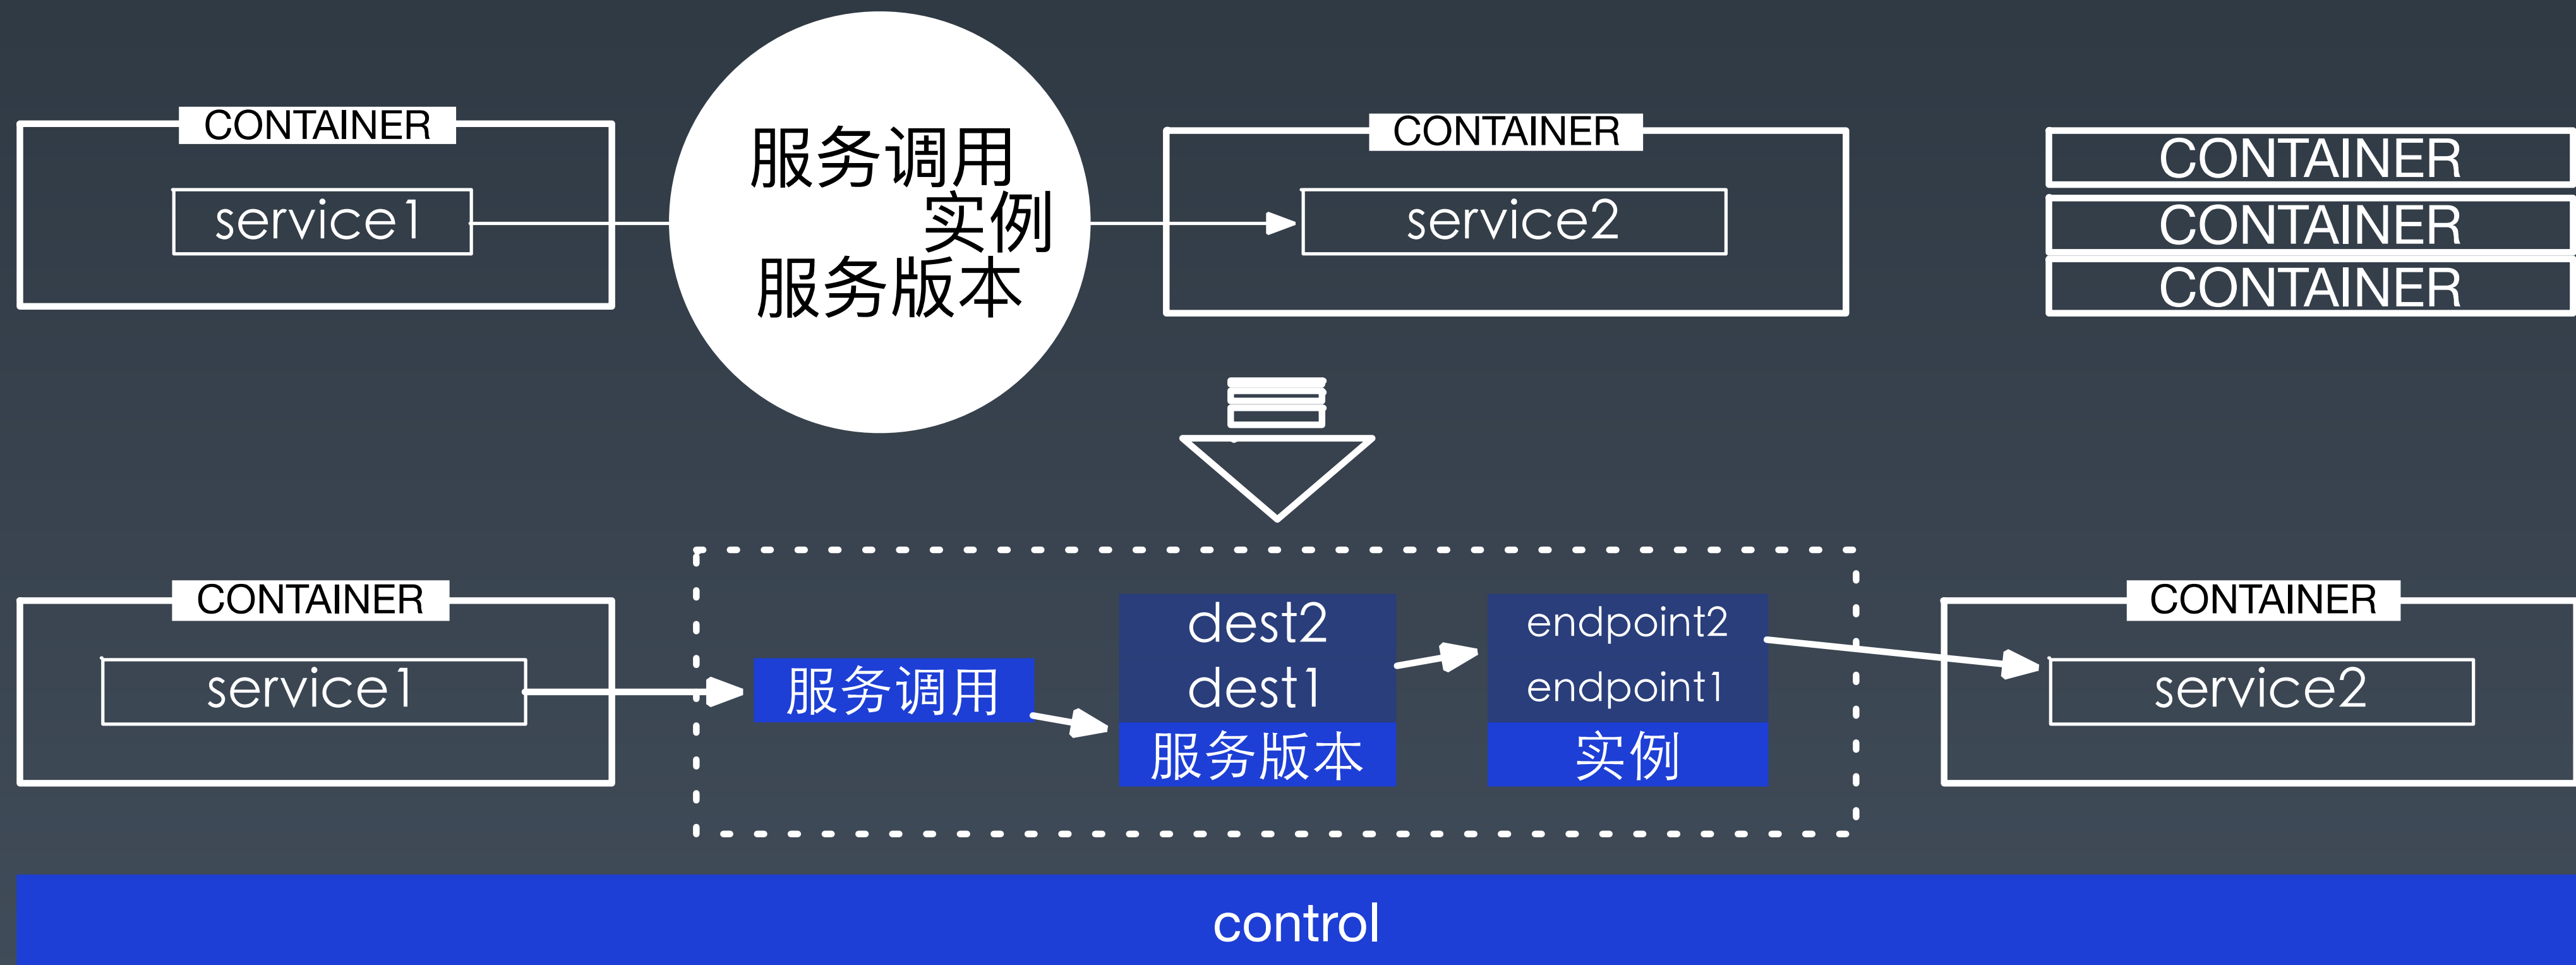 CONTAINER
service1
服务调用
实例
服务版本
CONTAINER
service2
CONTAINER
CONTAINER
CONTAINER
CONTAINER
service1
服务调用
dest2
dest1
服务版本
endpoint2
endpoint1
实例
CONTAINER
service2
control